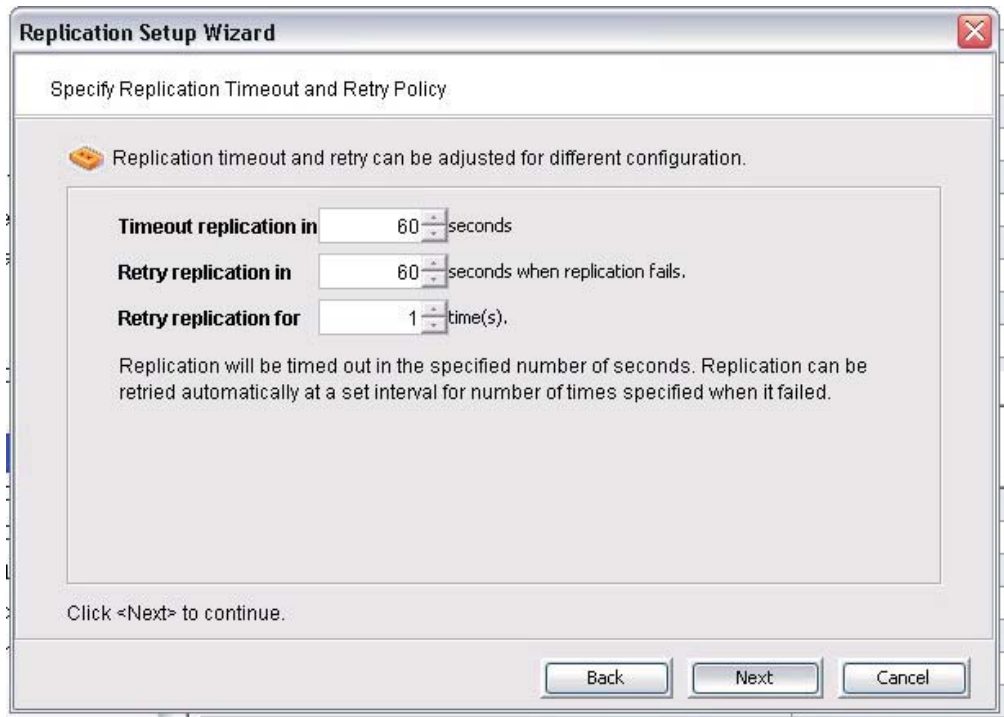 Replication Setup Wizard
Specify Replication Timeout and Retry Policy
Replication timeout and retry can be adjusted for different configuration.
Timeout replication in 60 seconds
Retry replication in 60 seconds when replication fails.
Retry replication for 1 time(s).
Replication will be timed out in the specified number of seconds. Replication can be
retried automatically at a set interval for number of times specified when it failed.
Click <Next> to continue.
Back Next Cancel